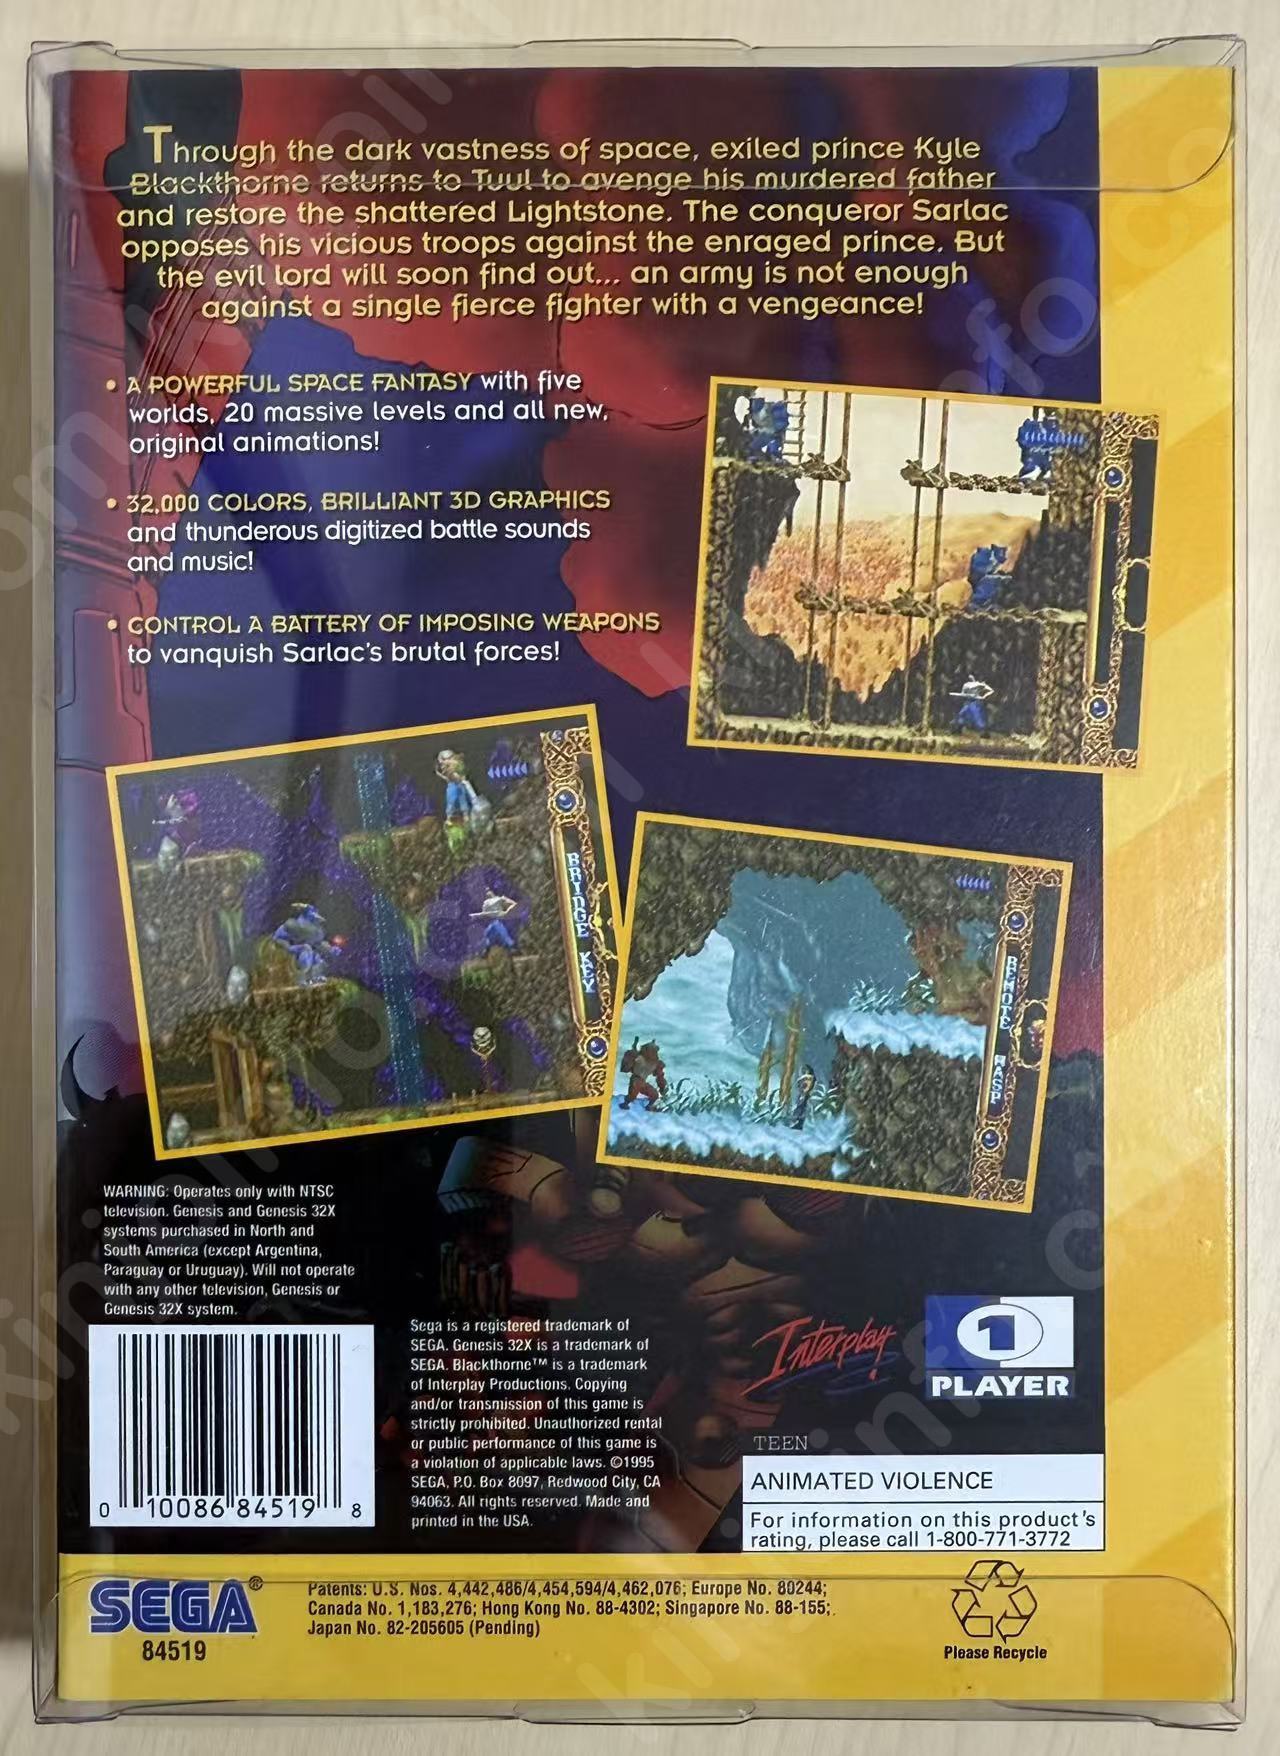 Through the dark vastness of space, exiled prince Kyle
Blackthorne returns to Tuul to avenge his murdered father
and restore the shattered Lightstone. The conqueror Sarlac
opposes his vicious troops against the enraged prince. But
the evil lord will soon find out... an army is not enough
against a single fierce fighter with a vengeance!
• A POWERFUL SPACE FANTASY with five
worlds, 20 massive levels and all new,
original animations!
• 32,000 COLORS, BRILLIANT 3D GRAPHICS
and thunderous digitized battle sounds
and music!
• CONTROL A BATTERY OF IMPOSING WEAPONS
to vanquish Sarlac's brutal forces!
BRIDGE KEY
REMOTE WASP
WARNING: Operates only with NTSC
television. Genesis and Genesis 32X
systems purchased in North and
South America (except Argentina,
Paraguay or Uruguay). Will not operate
with any other television, Genesis or
Genesis 32X system.
0 10086 84519 8
Sega is a registered trademark of
SEGA. Genesis 32X is a trademark of
SEGA. Blackthorne™ is a trademark
of Interplay Productions. Copying
and/or transmission of this game is
strictly prohibited. Unauthorized rental
or public performance of this game is
a violation of applicable laws. ©1995
SEGA, P.O. Box 8097, Redwood City, CA
94063. All rights reserved. Made and
printed in the USA.
Interplay
1
PLAYER
TEEN
ANIMATED VIOLENCE
For information on this product's
rating, please call 1-800-771-3772
SEGA®
84519
Patents: U.S. Nos. 4,442,486/4,454,594/4,462,076; Europe No. 80244;
Canada No. 1,183,276; Hong Kong No. 88-4302; Singapore No. 88-155;
Japan No. 82-205605 (Pending)
Please Recycle